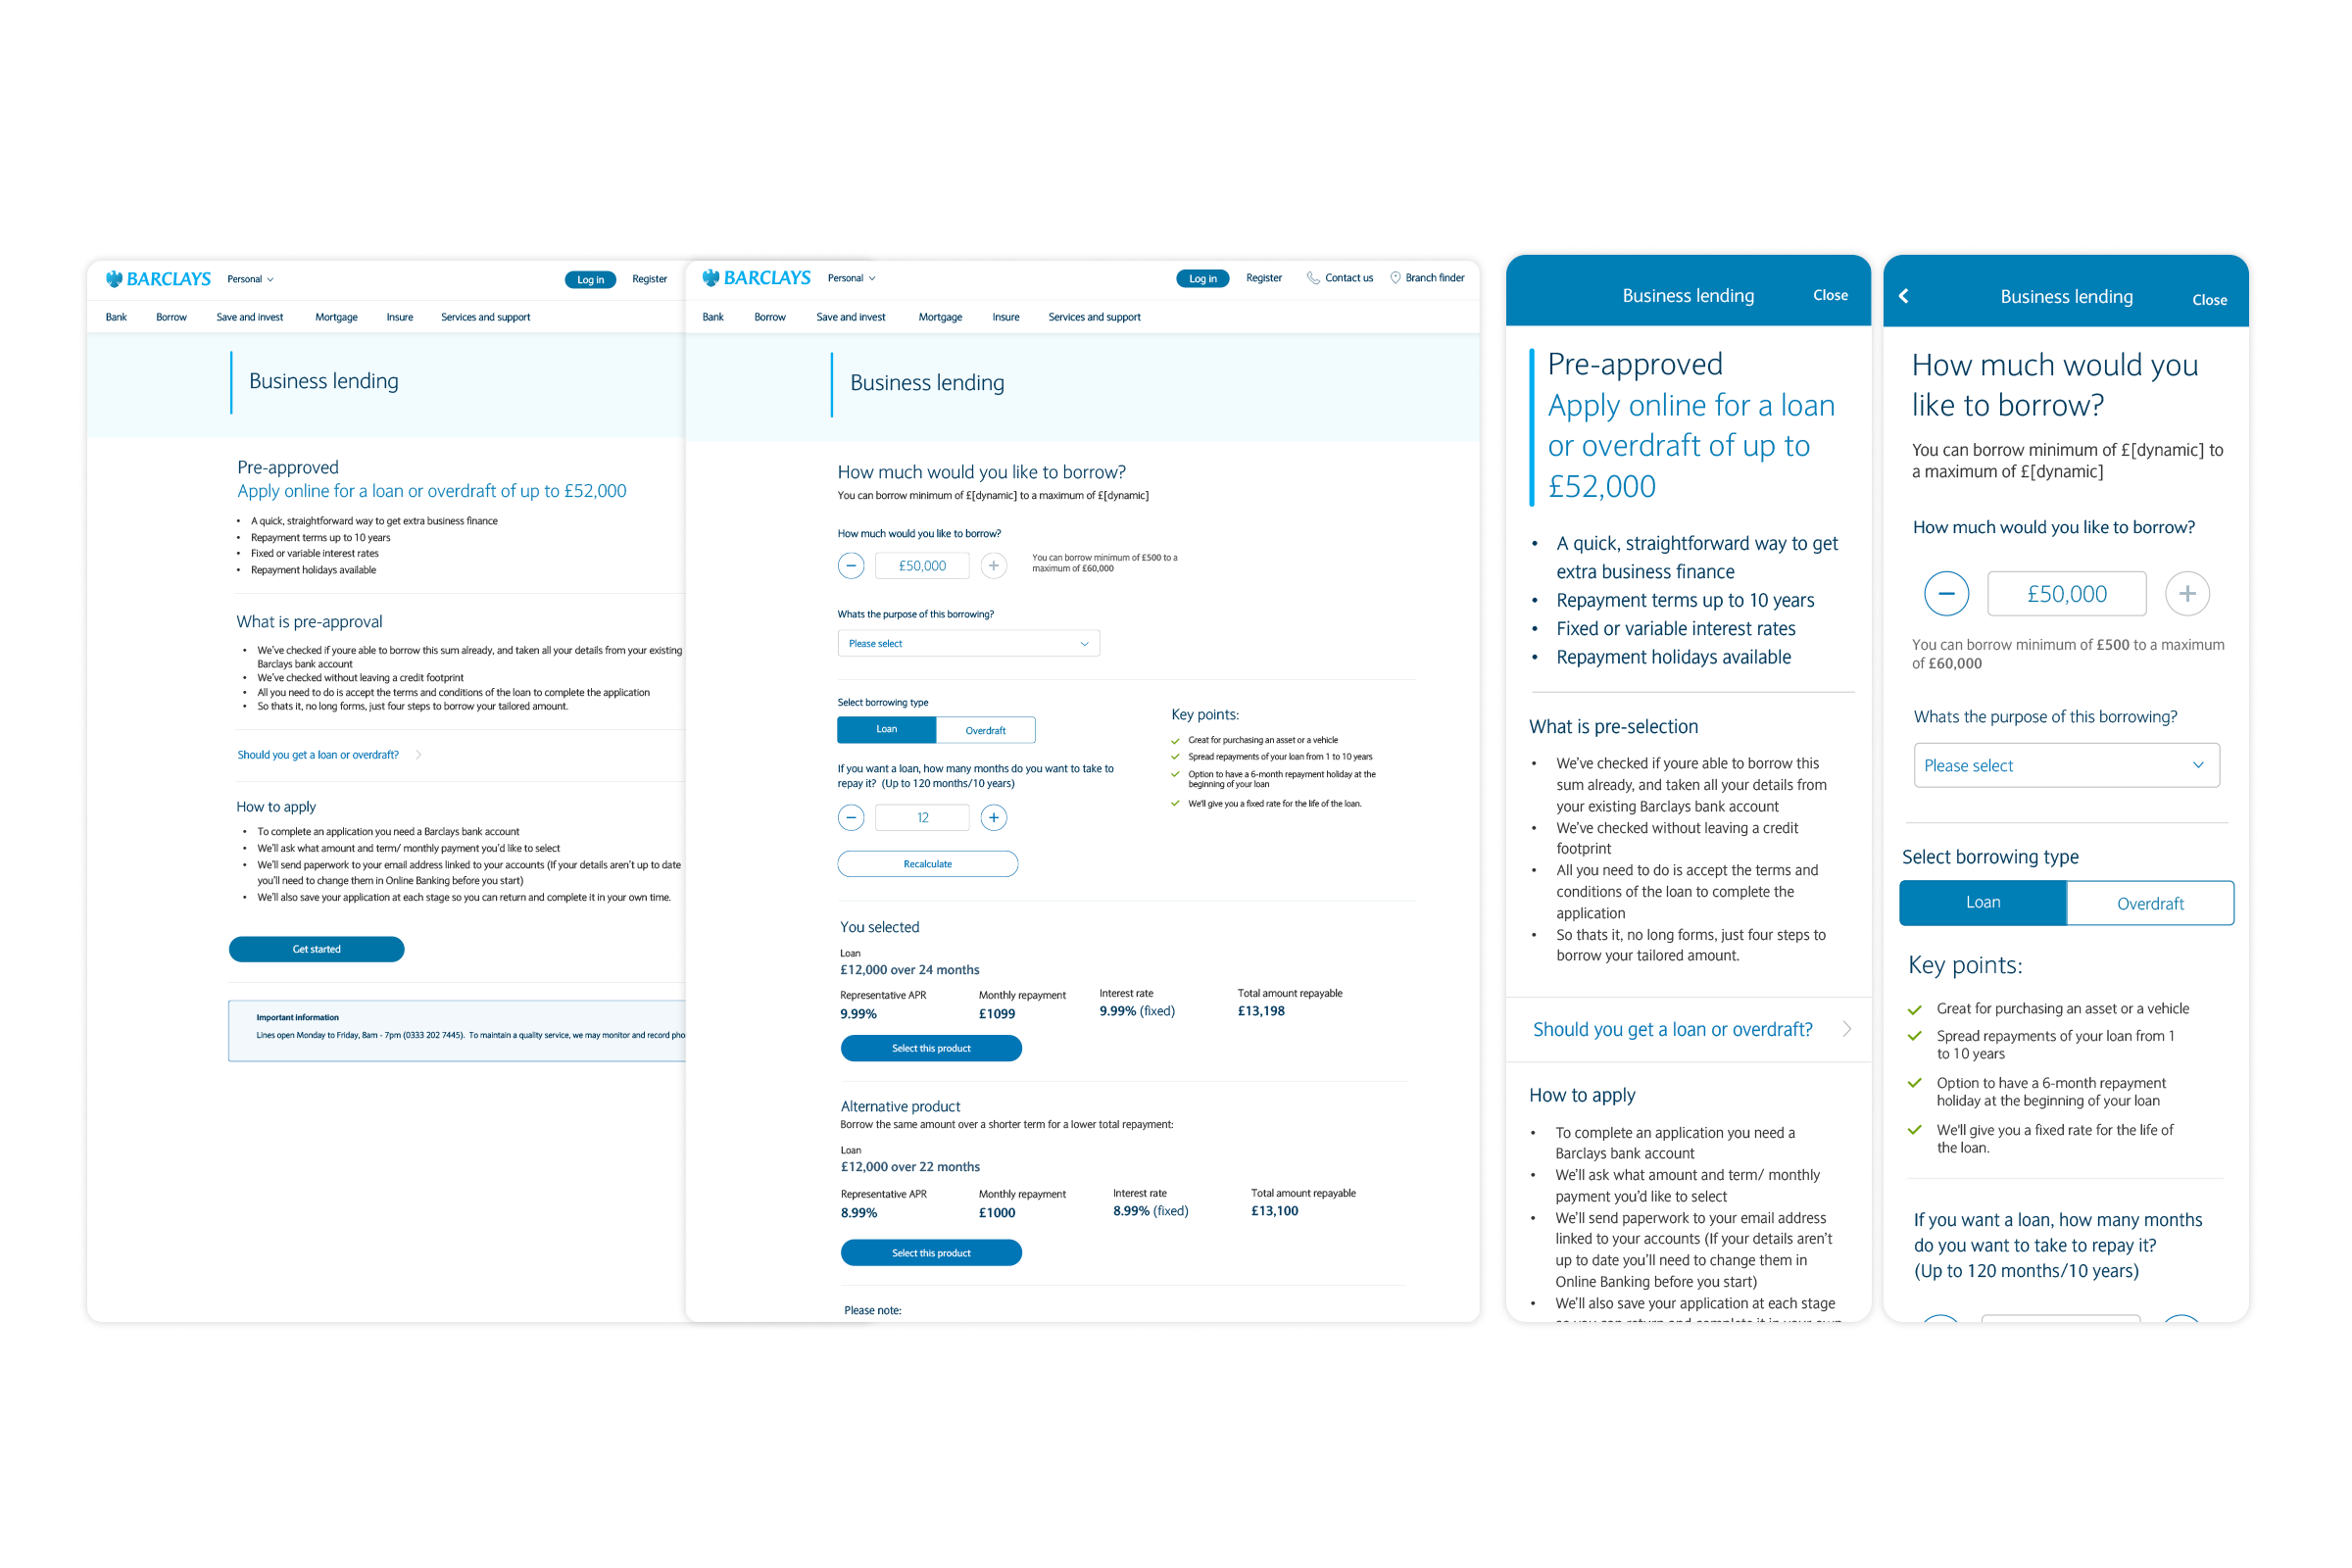 BARCLAYS Personal Log in Register
Bank Borrow Save and invest Mortgage Insure Services and support
Business lending
Pre-approved
Apply online for a loan or overdraft of up to £52,000
• A quick, straightforward way to get extra business finance
• Repayment terms up to 10 years
• Fixed or variable interest rates
• Repayment holidays available
What is pre-approval
• We've checked if youre able to borrow this sum already, and taken all your details from your existing
Barclays bank account
• We've checked without leaving a credit footprint
• All you need to do is accept the terms and conditions of the loan to complete the application
• So thats it, no long forms, just four steps to borrow your tailored amount.
Should you get a loan or overdraft?
How to apply
• To complete an application you need a Barclays bank account
• We'll ask what amount and term/ monthly payment you'd like to select
• We'll send paperwork to your email address linked to your accounts (If your details aren't up to date
you'll need to change them in Online Banking before you start)
• We'll also save your application at each stage so you can return and complete it in your own time.
Get started
Important information
Lines open Monday to Friday, 8am - 7pm (0333 202 7445). To maintain a quality service, we may monitor and record pho
BARCLAYS Personal Log in Register Contact us Branch finder
Bank Borrow Save and invest Mortgage Insure Services and support
Business lending
How much would you like to borrow?
You can borrow minimum of £[dynamic] to a maximum of £[dynamic]
How much would you like to borrow?
£50,000
You can borrow minimum of £500 to a
maximum of £60,000
Whats the purpose of this borrowing?
Please select
Select borrowing type
Loan Overdraft
If you want a loan, how many months do you want to take to
repay it? (Up to 120 months/10 years)
12
Recalculate
Key points:
Great for purchasing an asset or a vehicle
Spread repayments of your loan from 1 to 10 years
Option to have a 6-month repayment holiday at the
beginning of your loan
We'll give you a fixed rate for the life of the loan.
You selected
Loan
£12,000 over 24 months
Representative APR Monthly repayment Interest rate Total amount repayable
9.99% £1099 9.99% (fixed) £13,198
Select this product
Alternative product
Borrow the same amount over a shorter term for a lower total repayment:
Loan
£12,000 over 22 months
Representative APR Monthly repayment Interest rate Total amount repayable
8.99% £1000 8.99% (fixed) £13,100
Select this product
Please note:
Business lending Close
Pre-approved
Apply online for a loan
or overdraft of up to
£52,000
• A quick, straightforward way to get
extra business finance
• Repayment terms up to 10 years
• Fixed or variable interest rates
• Repayment holidays available
What is pre-selection
• We've checked if youre able to borrow this
sum already, and taken all your details from
your existing Barclays bank account
• We've checked without leaving a credit
footprint
• All you need to do is accept the terms and
conditions of the loan to complete the
application
• So thats it, no long forms, just four steps to
borrow your tailored amount.
Should you get a loan or overdraft?
How to apply
• To complete an application you need a
Barclays bank account
• We'll ask what amount and term/ monthly
payment you'd like to select
• We'll send paperwork to your email address
linked to your accounts (If your details aren't
up to date you'll need to change them in
Online Banking before you start)
• We'll also save your application at each stage
so you can return and complete it in your own
Business lending Close
How much would you
like to borrow?
You can borrow minimum of £[dynamic] to
a maximum of £[dynamic]
How much would you like to borrow?
£50,000
You can borrow minimum of £500 to a maximum
of £60,000
Whats the purpose of this borrowing?
Please select
Select borrowing type
Loan Overdraft
Key points:
Great for purchasing an asset or a vehicle
Spread repayments of your loan from 1
to 10 years
Option to have a 6-month repayment
holiday at the beginning of your loan
We'll give you a fixed rate for the life of
the loan.
If you want a loan, how many months
do you want to take to repay it?
(Up to 120 months/10 years)